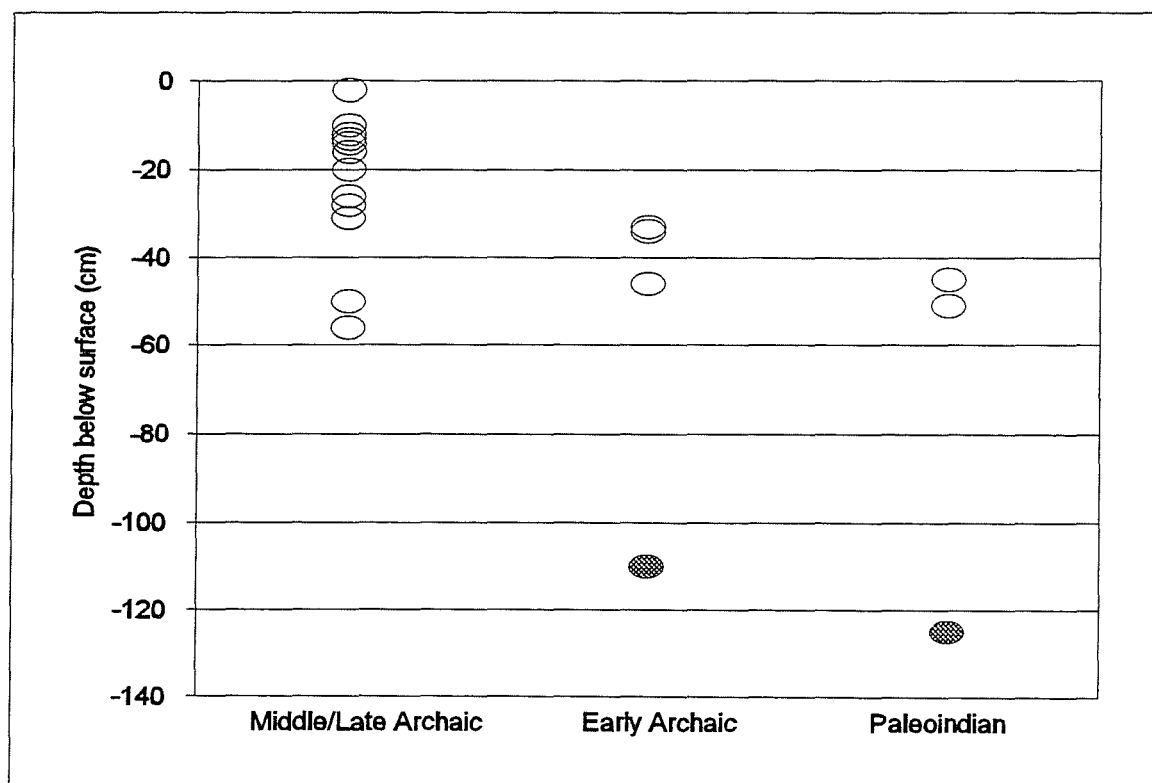 Depth below surface (cm)
0
-20
-40
-60
-80
-100
-120
-140
Middle/Late Archaic
Early Archaic
Paleoindian